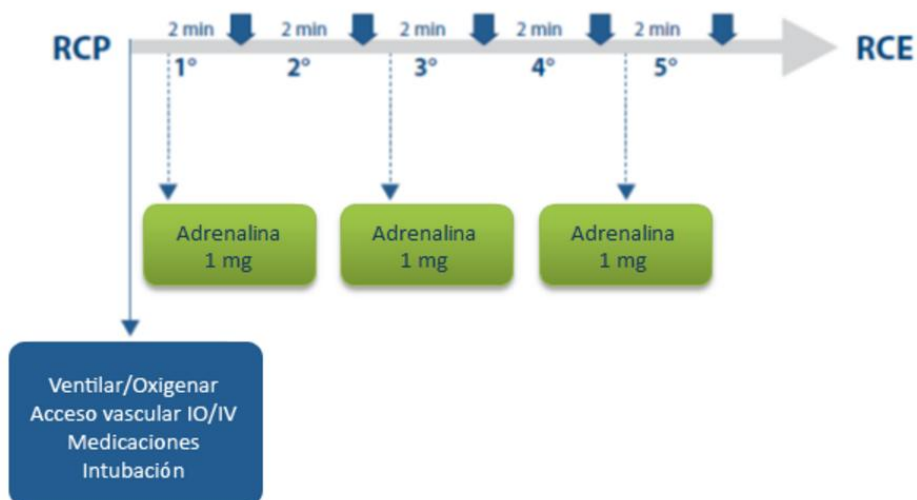 2 min 2 min 2 min 2 min 2 min
RCP RCE
1° 2° 3° 4° 5°
Adrenalina
1 mg
Adrenalina
1 mg
Adrenalina
1 mg
Ventilar/Oxigenar
Acceso vascular IO/IV
Medicaciones
Intubación